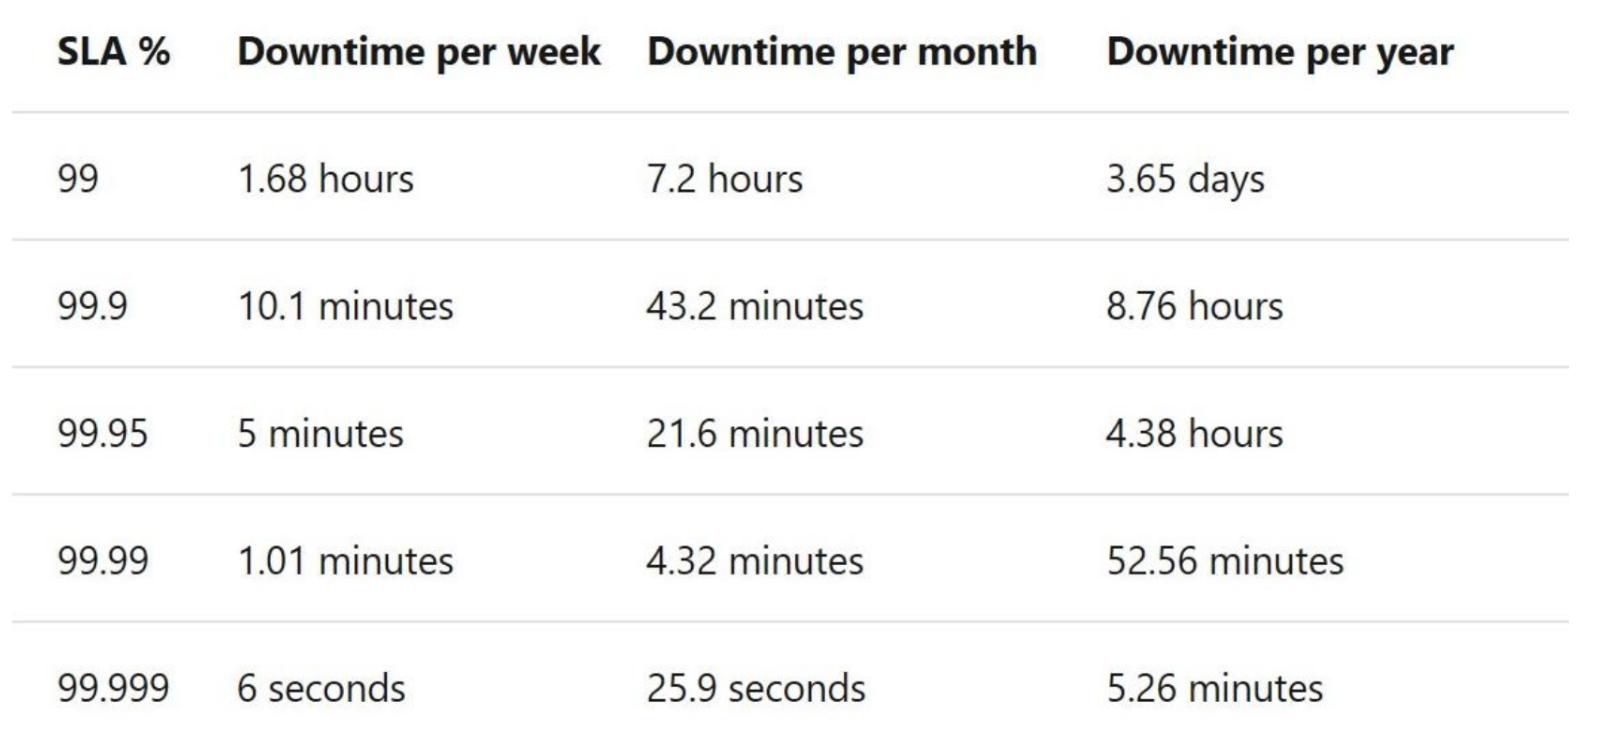 SLA % Downtime per week Downtime per month Downtime per year
99 1.68 hours 7.2 hours 3.65 days
99.9 10.1 minutes 43.2 minutes 8.76 hours
99.95 5 minutes 21.6 minutes 4.38 hours
99.99 1.01 minutes 4.32 minutes 52.56 minutes
99.999 6 seconds 25.9 seconds 5.26 minutes